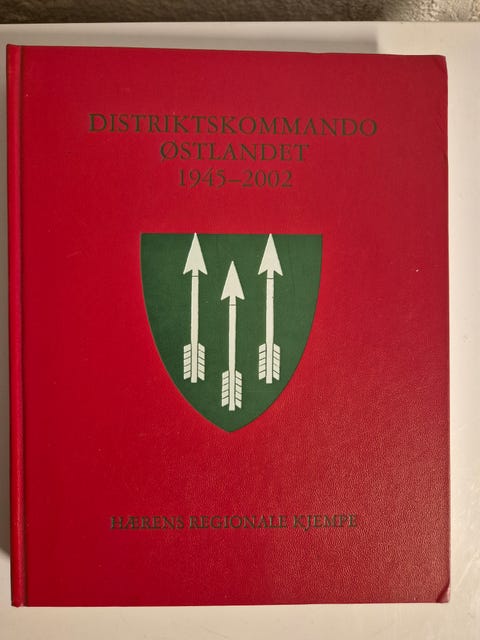 DISTRIKTSKOMMANDO
ØSTLANDET
1945–2002
HÆRENS REGIONALE KJEMPE